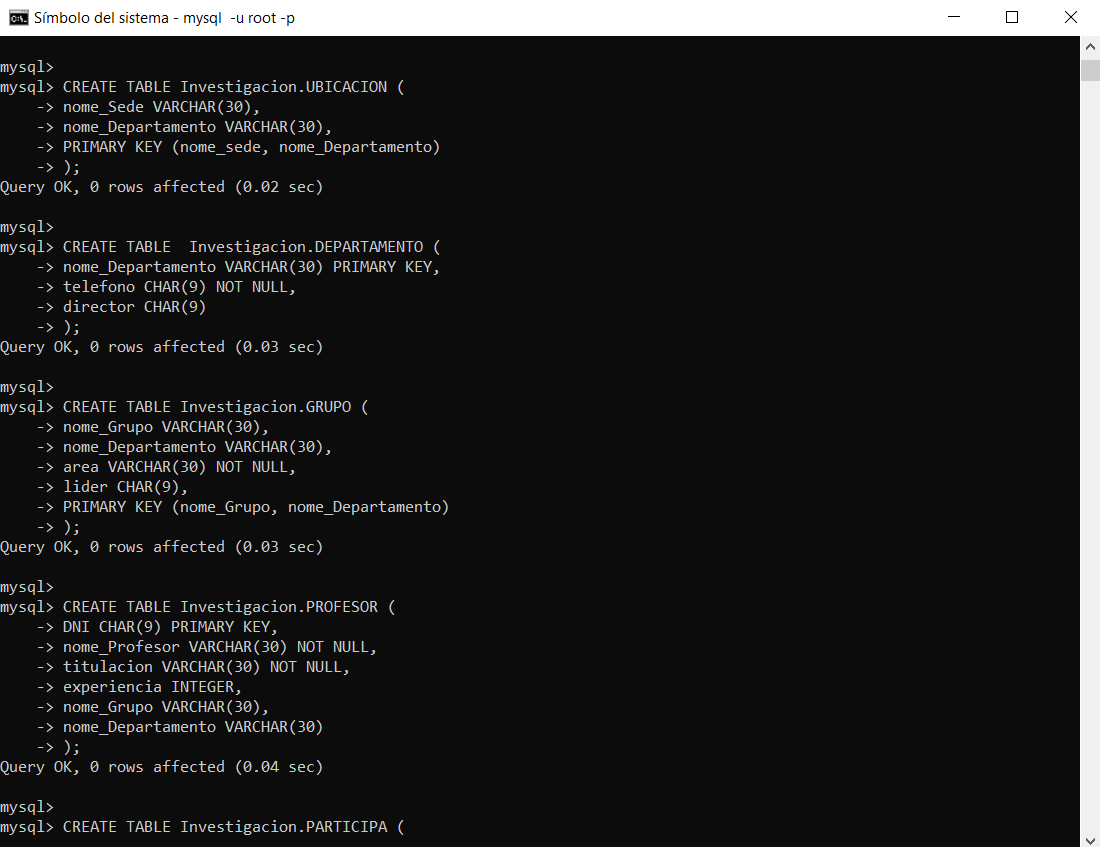 Símbolo del sistema - mysql  -u root -p
mysql>
mysql> CREATE TABLE Investigacion.UBICACION (
    -> nome_Sede VARCHAR(30),
    -> nome_Departamento VARCHAR(30),
    -> PRIMARY KEY (nome_sede, nome_Departamento)
    -> );
Query OK, 0 rows affected (0.02 sec)
mysql>
mysql> CREATE TABLE  Investigacion.DEPARTAMENTO (
    -> nome_Departamento VARCHAR(30) PRIMARY KEY,
    -> telefono CHAR(9) NOT NULL,
    -> director CHAR(9)
    -> );
Query OK, 0 rows affected (0.03 sec)
mysql>
mysql> CREATE TABLE Investigacion.GRUPO (
    -> nome_Grupo VARCHAR(30),
    -> nome_Departamento VARCHAR(30),
    -> area VARCHAR(30) NOT NULL,
    -> lider CHAR(9),
    -> PRIMARY KEY (nome_Grupo, nome_Departamento)
    -> );
Query OK, 0 rows affected (0.03 sec)
mysql>
mysql> CREATE TABLE Investigacion.PROFESOR (
    -> DNI CHAR(9) PRIMARY KEY,
    -> nome_Profesor VARCHAR(30) NOT NULL,
    -> titulacion VARCHAR(30) NOT NULL,
    -> experiencia INTEGER,
    -> nome_Grupo VARCHAR(30),
    -> nome_Departamento VARCHAR(30)
    -> );
Query OK, 0 rows affected (0.04 sec)
mysql>
mysql> CREATE TABLE Investigacion.PARTICIPA (